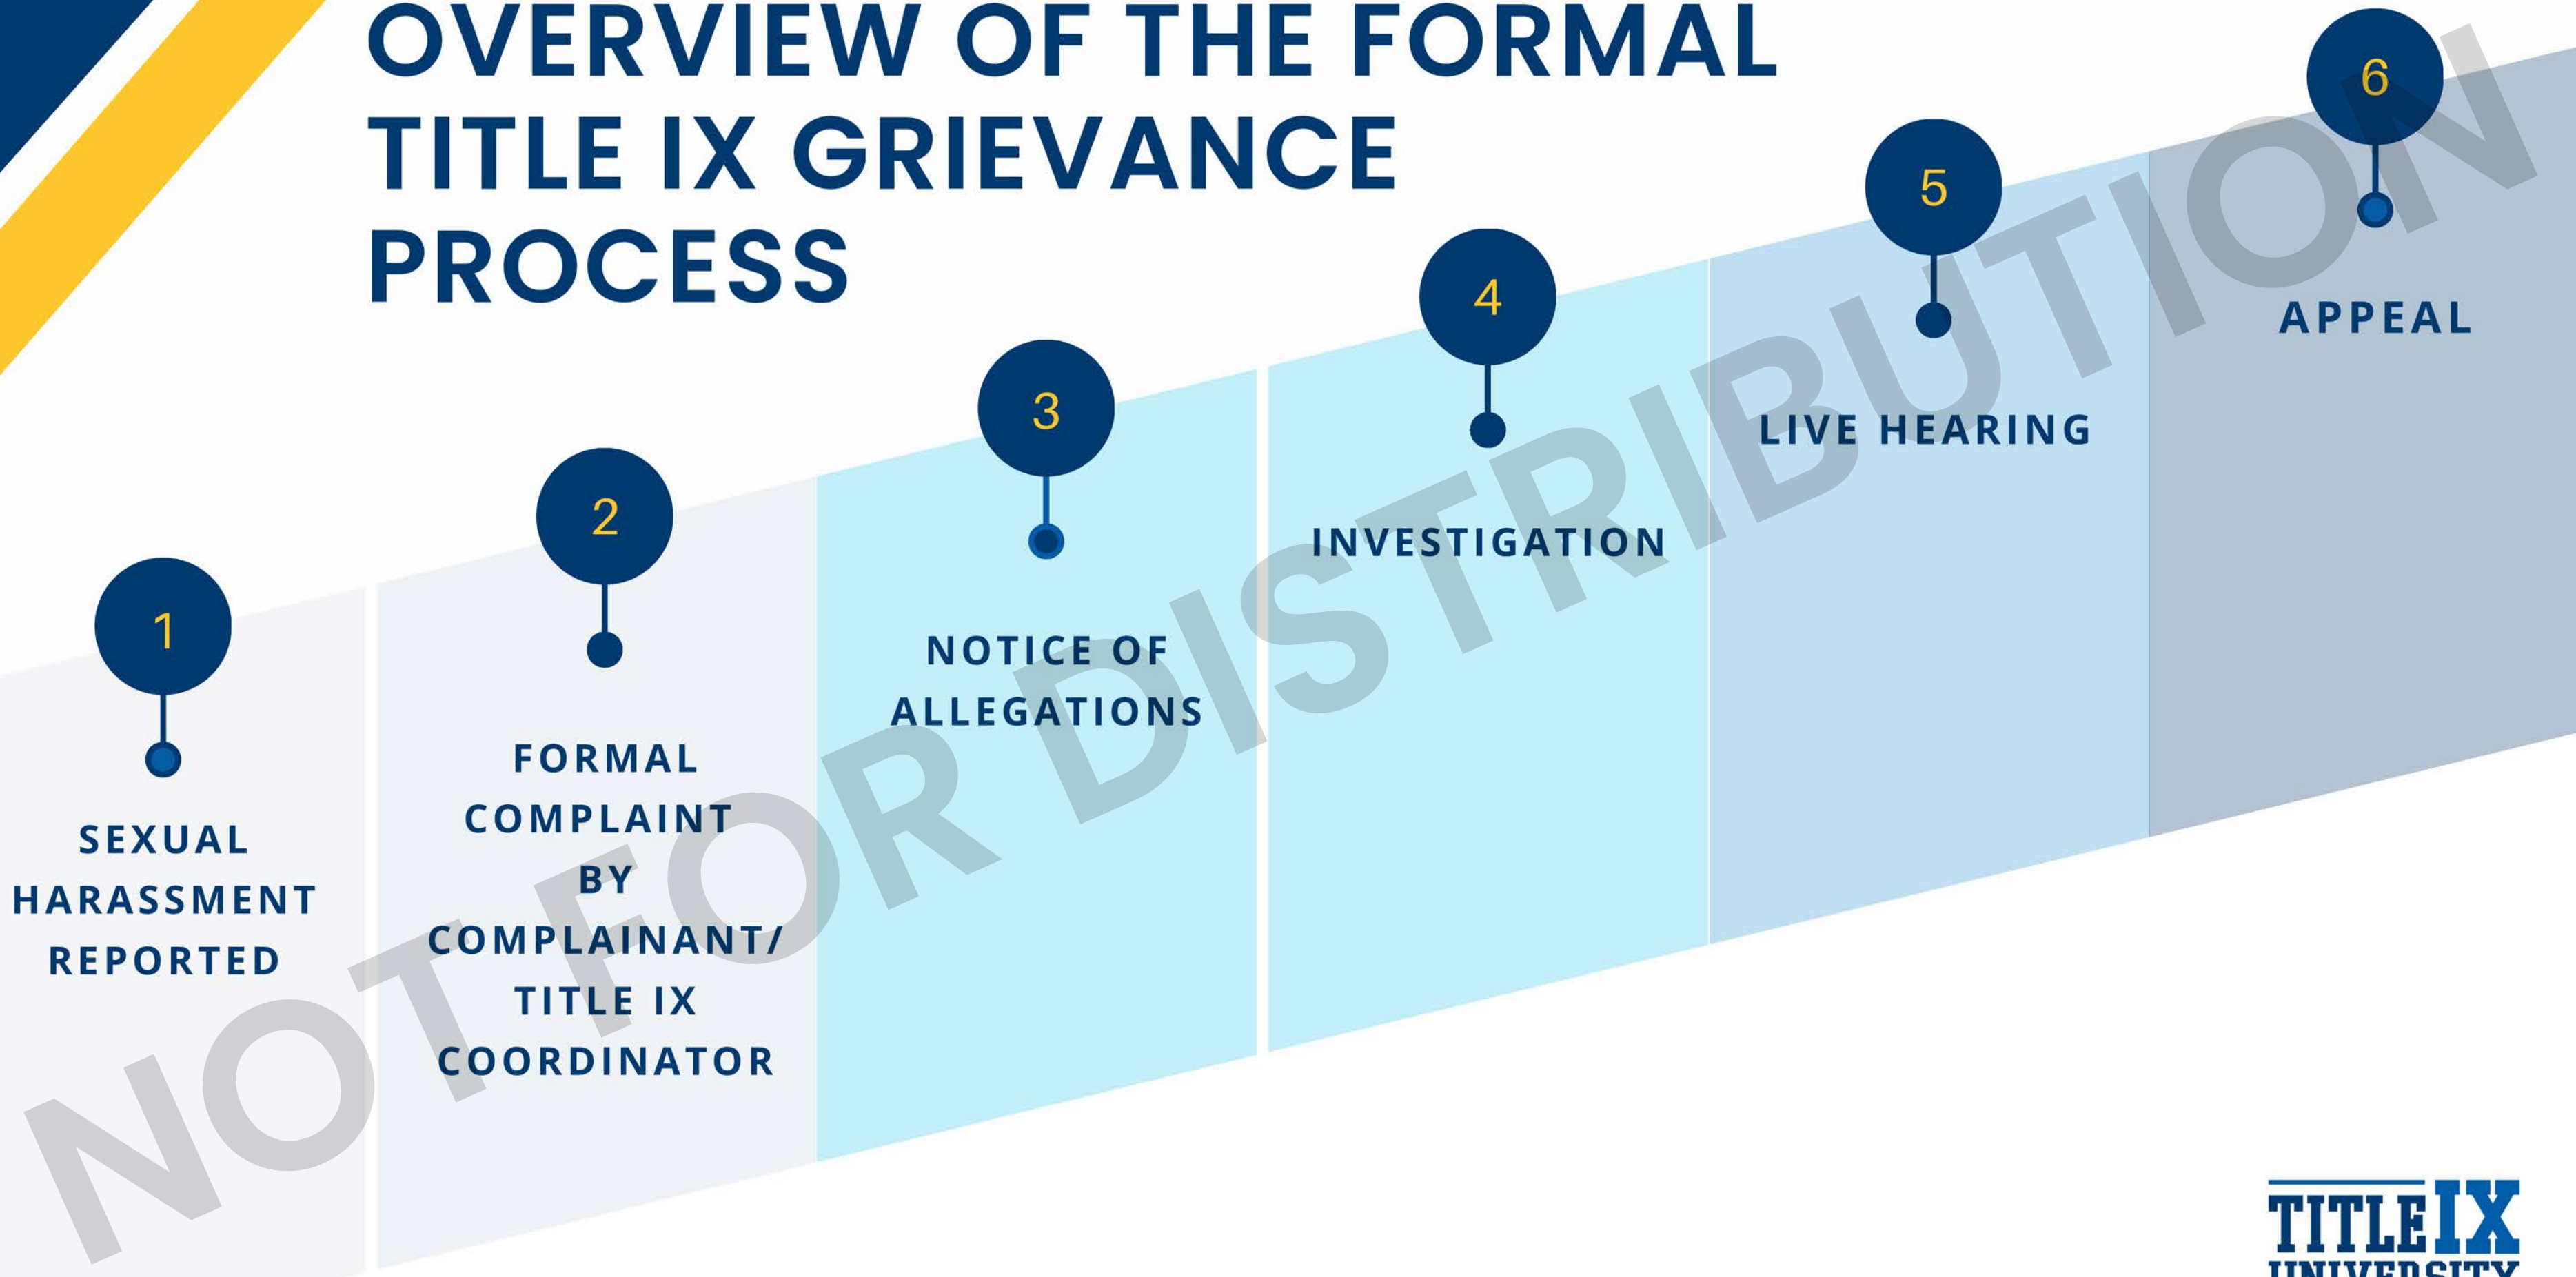 OVERVIEW OF THE FORMAL
TITLE IX GRIEVANCE
PROCESS
1
SEXUAL
HARASSMENT
REPORTED
2
FORMAL
COMPLAINT
BY
COMPLAINANT/
TITLE IX
COORDINATOR
3
NOTICE OF
ALLEGATIONS
4
INVESTIGATION
5
LIVE HEARING
6
APPEAL
NOT FOR DISTRIBUTION
TITLE IX
UNIVERSITY